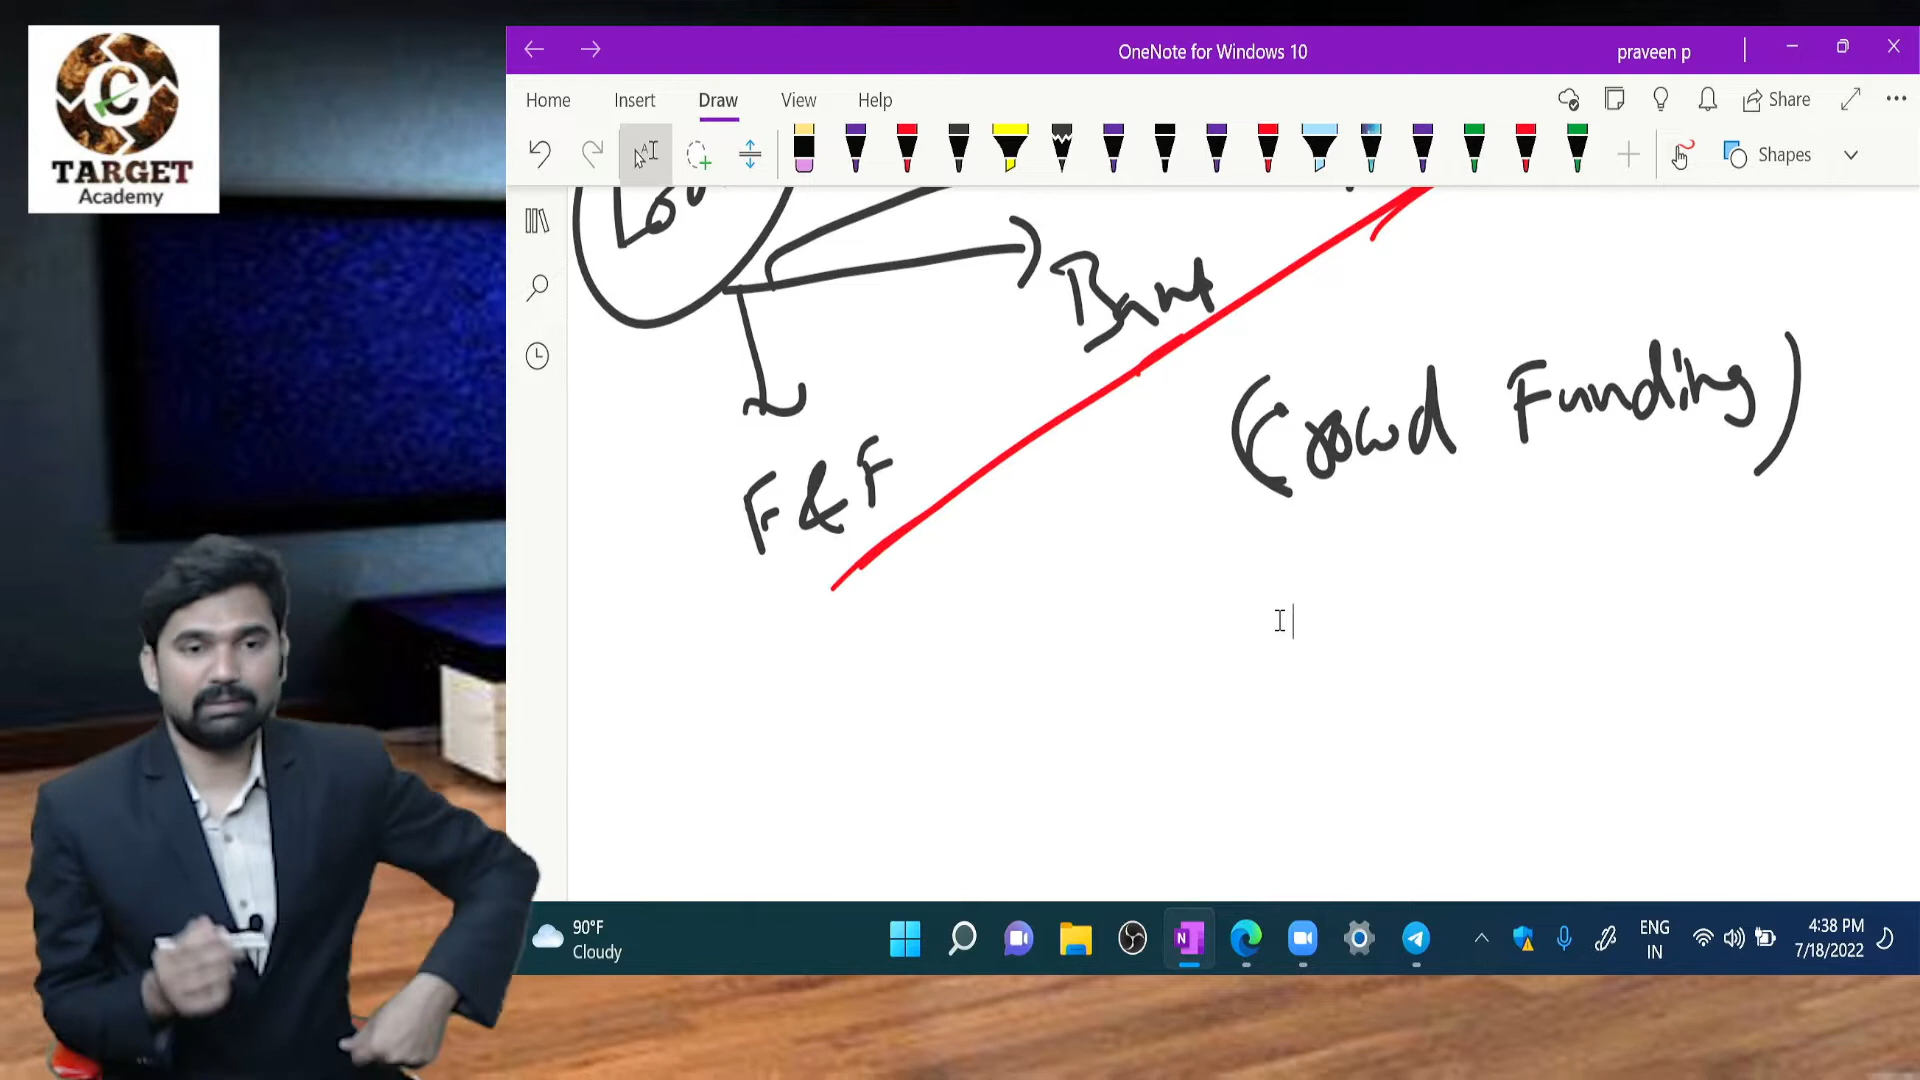 TARGET
Academy
OneNote for Windows 10
praveen p
Home Insert Draw View Help
Share
Shapes
Bank
(Crowd Funding)
F & F
90°F
Cloudy
ENG
IN
4:38 PM
7/18/2022